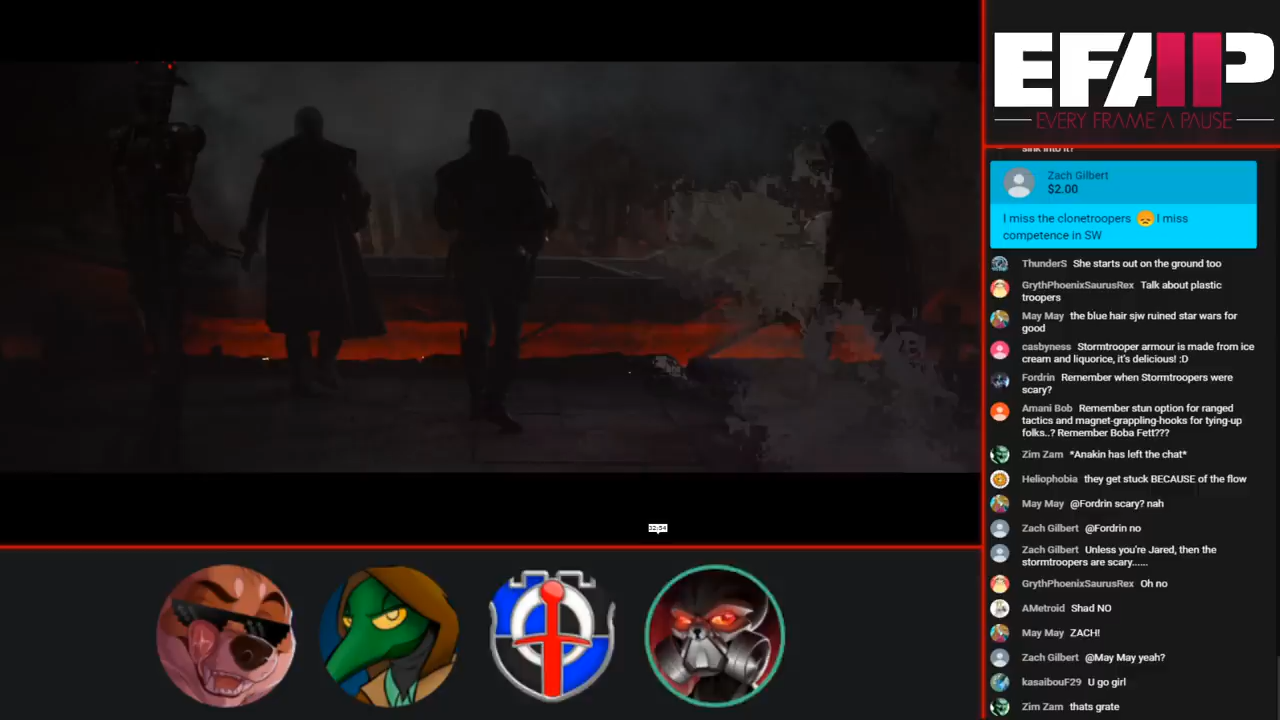 EFAP
EVERY FRAME A PAUSE
sink into it?
Zach Gilbert
$2.00
I miss the clonetroopers 😞 I miss
competence in SW
ThunderS She starts out on the ground too
GrythPhoenixSaurusRex Talk about plastic
troopers
May May the blue hair sjw ruined star wars for
good
casbyness Stormtrooper armour is made from ice
cream and liquorice, it's delicious! :D
Fordrin Remember when Stormtroopers were
scary?
Amani Bob Remember stun option for ranged
tactics and magnet-grappling-hooks for tying-up
folks..? Remember Boba Fett???
Zim Zam *Anakin has left the chat*
Heliophobia they get stuck BECAUSE of the flow
May May @Fordrin scary? nah
Zach Gilbert @Fordrin no
Zach Gilbert Unless you're Jared, then the
stormtroopers are scary......
GrythPhoenixSaurusRex Oh no
AMetroid Shad NO
May May ZACH!
Zach Gilbert @May May yeah?
kasaibouF29 U go girl
Zim Zam thats grate
32:54